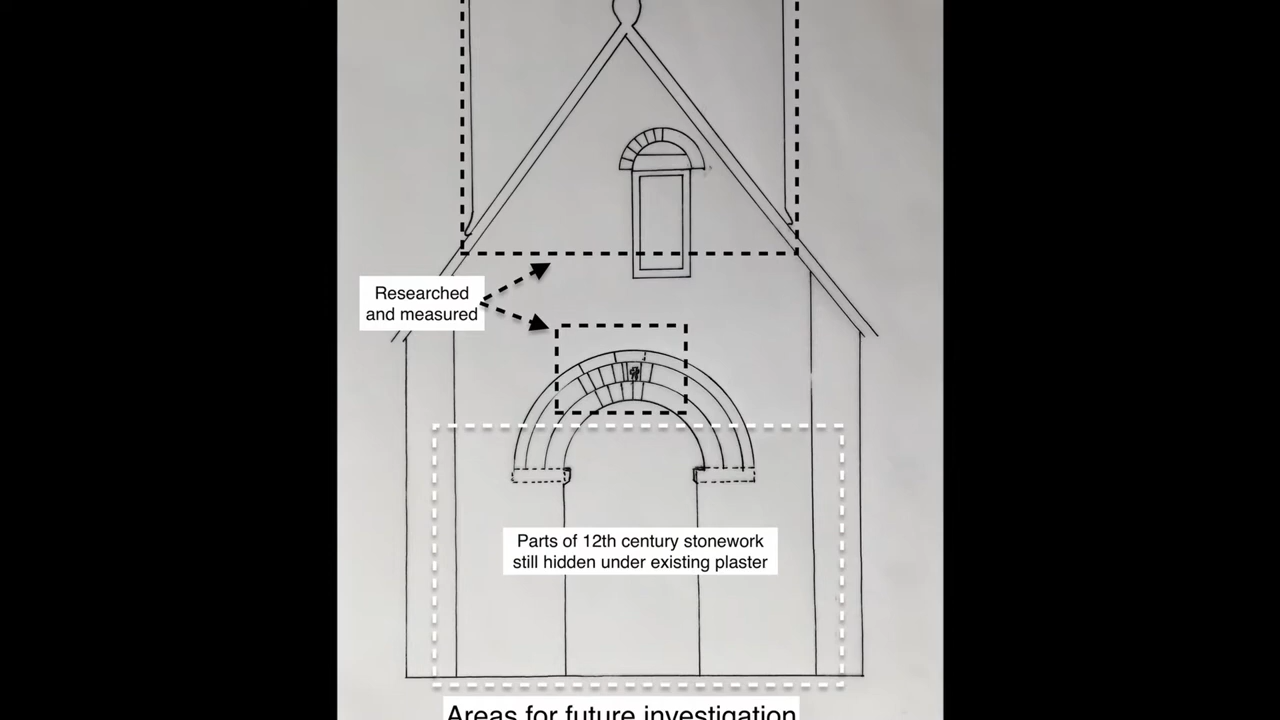 Researched
and measured
Parts of 12th century stonework
still hidden under existing plaster
Areas for future investigation